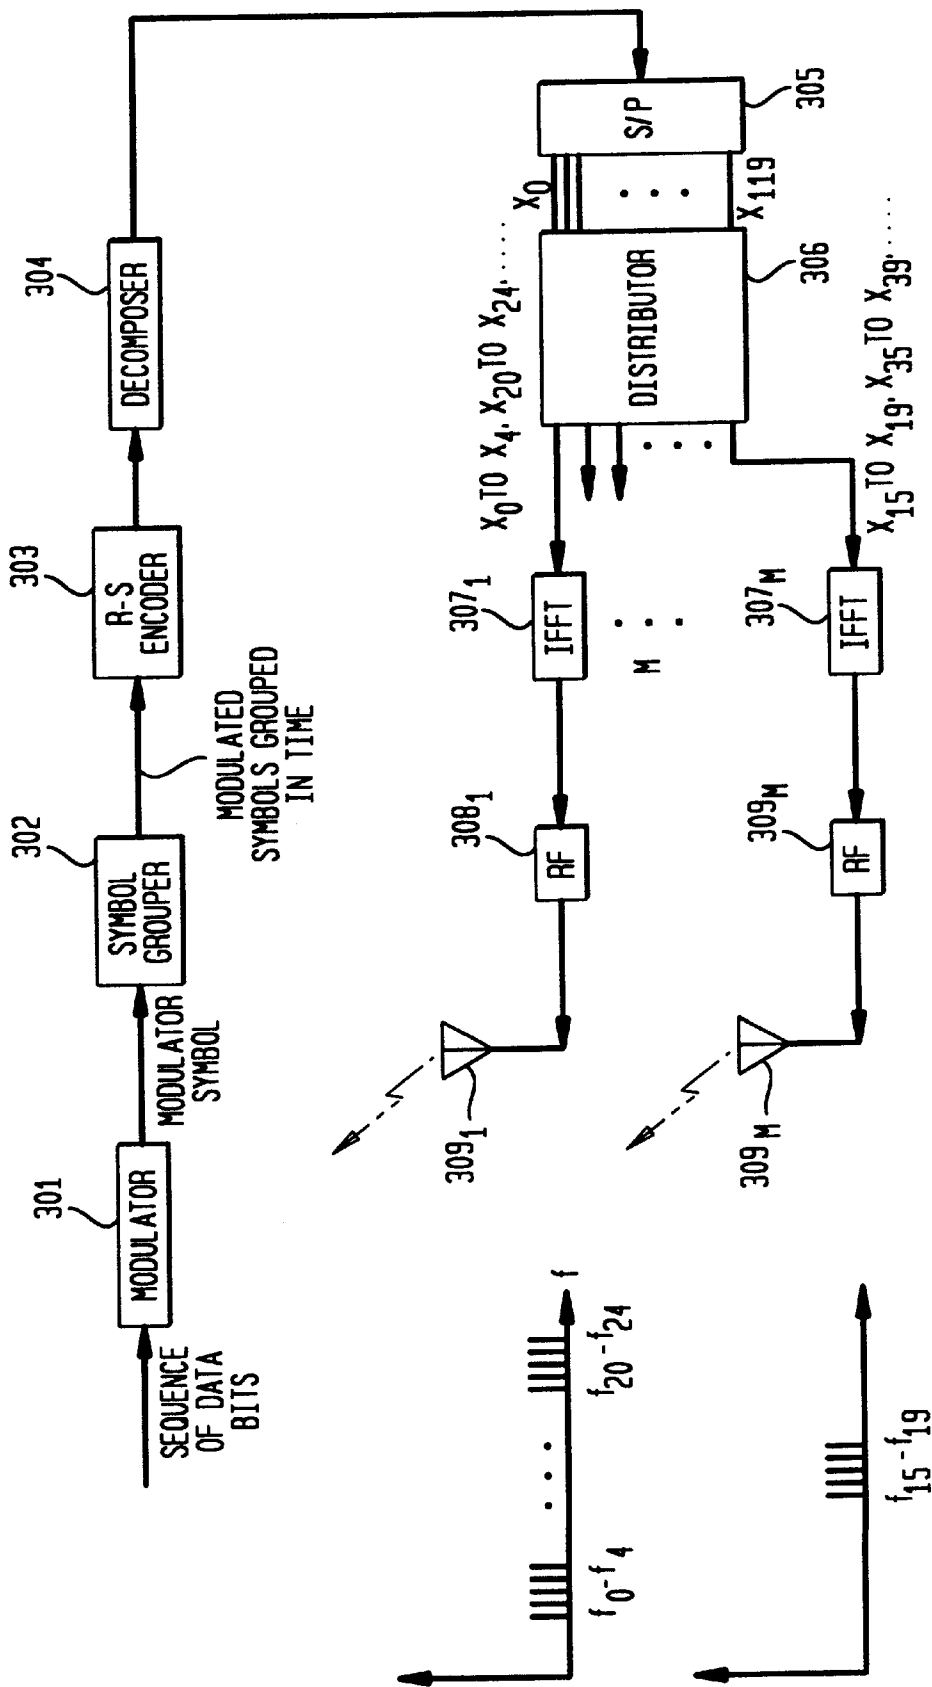 301
MODULATOR
SEQUENCE
OF DATA
BITS
MODULATOR
SYMBOL
302
SYMBOL
GROUPER
MODULATED
SYMBOLS GROUPED
IN TIME
303
R-S
ENCODER
304
DECOMPOSER
S/P
305
X0
X119
DISTRIBUTOR
306
X0 TO X4, X20 TO X24, .....
X15 TO X19, X35 TO X39, .....
307₁
IFFT
M
307M
IFFT
308₁
RF
309M
RF
309₁
309M
f
f0-f4
f20-f24
f15-f19